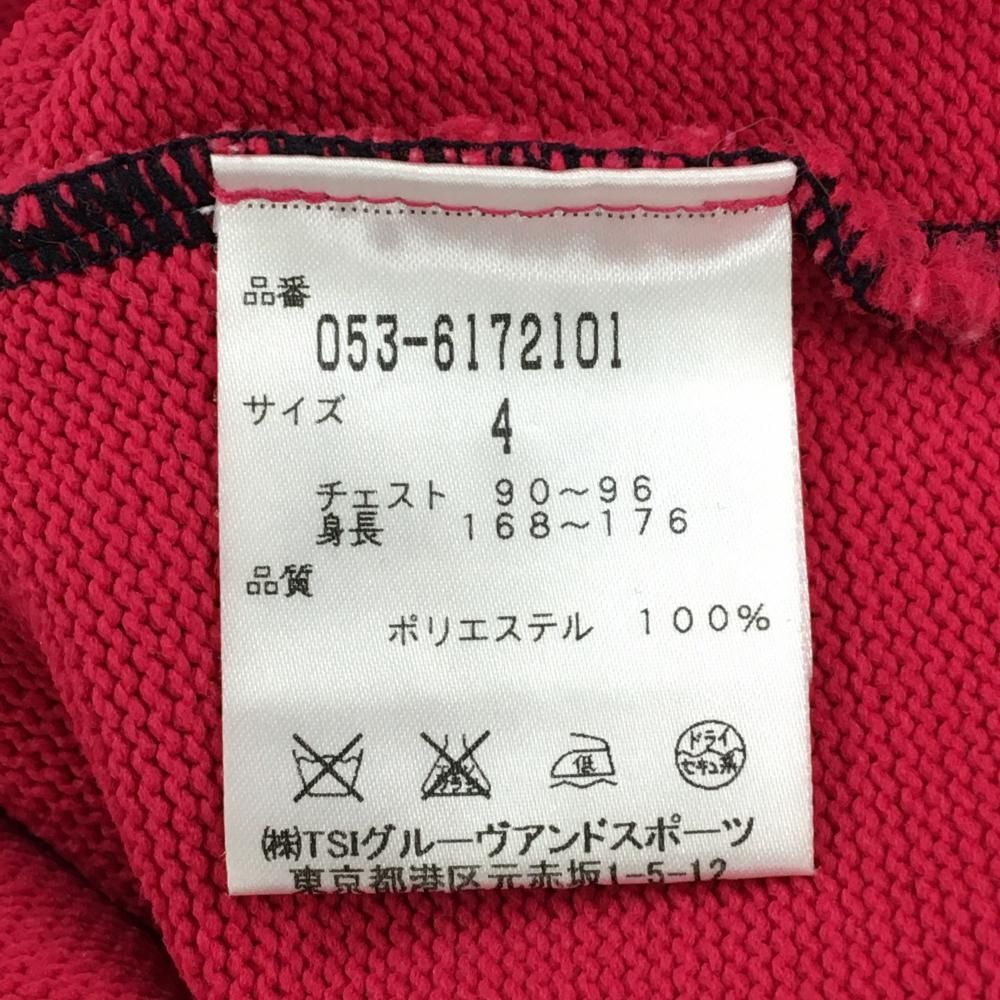 品番
053-6172101
サイズ 4
チェスト 90～96
身長 168～176
品質
ポリエステル 100%
低
ドライ
セキユ系
㈱TSIグルーヴアンドスポーツ
東京都港区元赤坂1-5-12